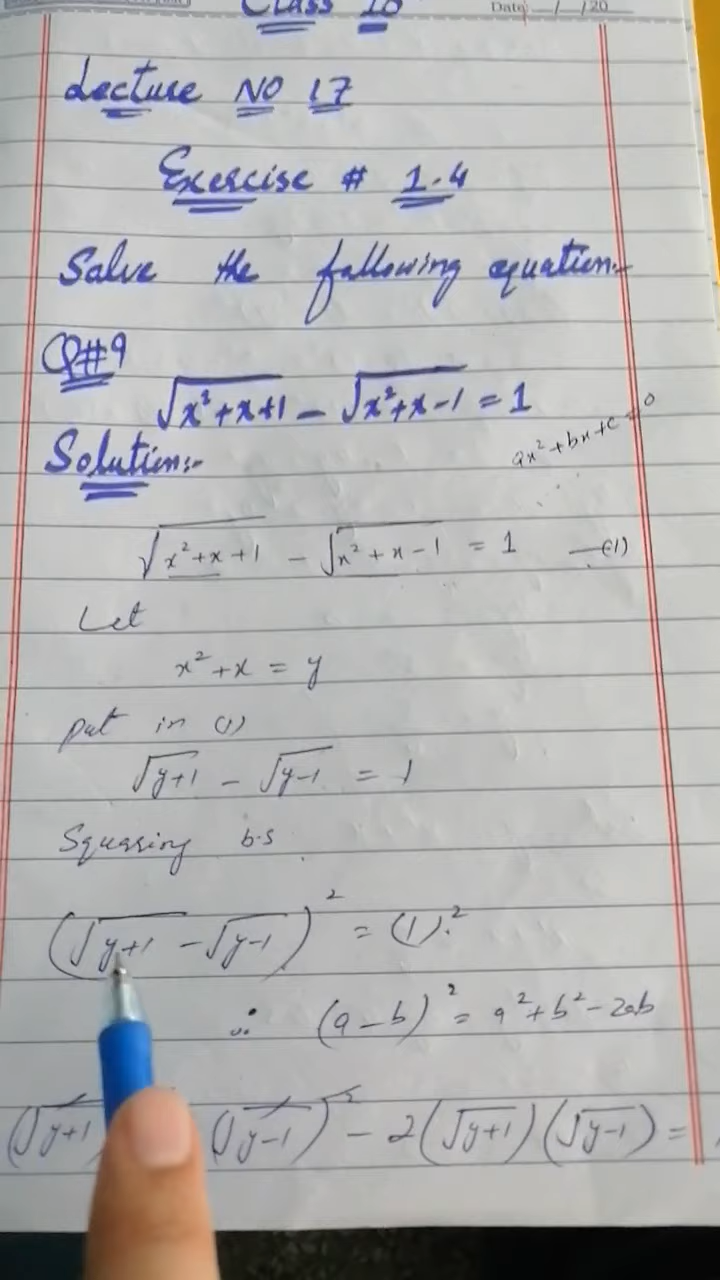 Class 10
Date: / /20
Lecture NO 17
Exercise # 1.4
Solve the following equation:-
Q#9
√(x²+x+1) - √(x²+x-1) = 1
Solution:-
ax²+bx+c=0
√(x²+x+1) - √(x²+x-1) = 1 —(1)
Let
x²+x = y
put in (1)
√(y+1) - √(y-1) = 1
Squaring b.s
(√(y+1) - √(y-1))² = (1)²
∴ (a-b)² = a²+b²-2ab
(√(y+1) (√(y-1))² - 2(√(y+1))(√(y-1)) =